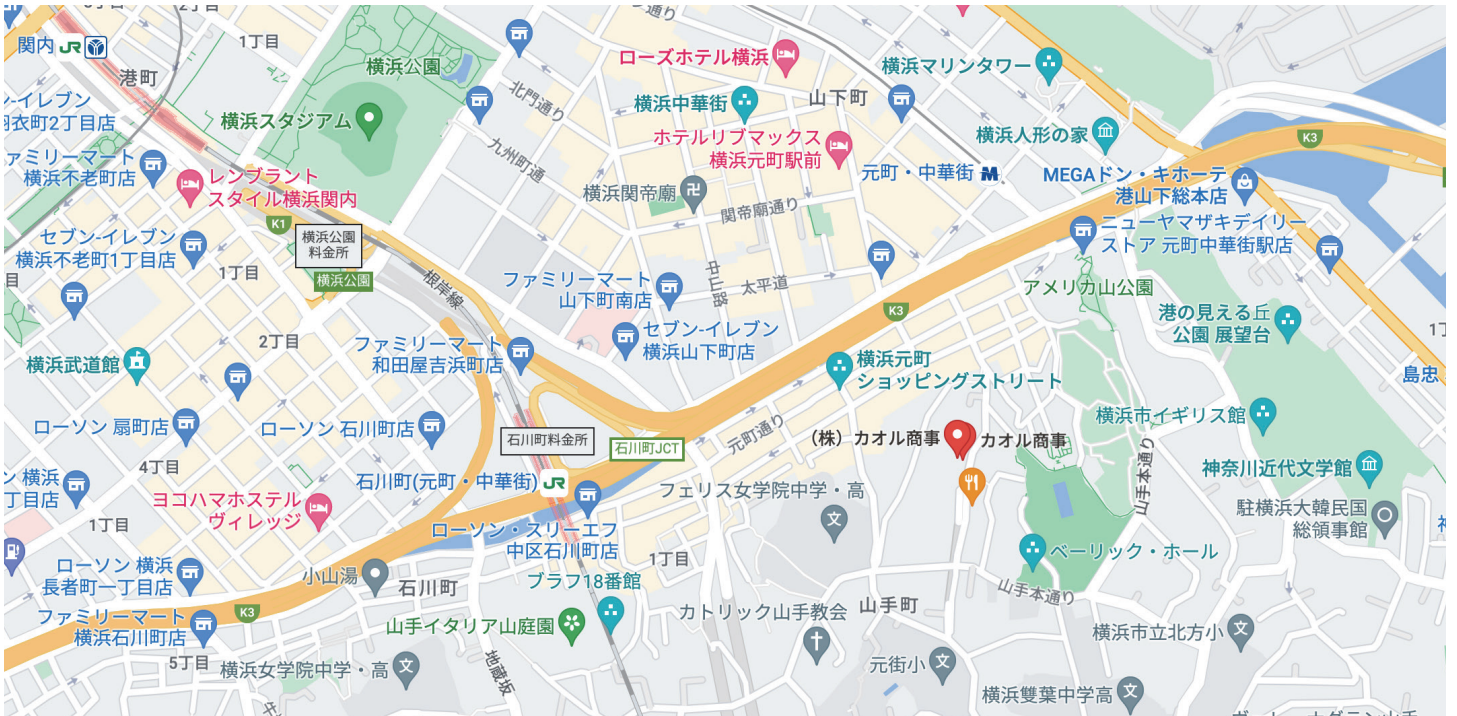 1丁目
関内
JR
港町
横浜公園
横浜スタジアム
北門通り
九州町通
ローズホテル横浜
横浜中華街
山下町
ホテルリブマックス
横浜元町駅前
横浜マリンタワー
横浜人形の家
元町・中華街
K3
MEGAドン・キホーテ
港山下総本店
ニューヤマザキデイリー
ストア 元町中華街駅店
ファミリーマート
横浜不老町店
レンブラント
スタイル横浜関内
K1
横浜公園
料金所
横浜公園
セブン-イレブン
横浜不老町1丁目店
1丁目
根岸線
横浜関帝廟
関帝廟通り
中山路
太平道
ファミリーマート
山下町南店
セブン-イレブン
横浜山下町店
K3
アメリカ山公園
港の見える丘
公園 展望台
2丁目
横浜武道館
ファミリーマート
和田屋吉浜町店
横浜元町
ショッピングストリート
島忠
ローソン 扇町店
ローソン 石川町店
石川町料金所
石川町JCT
元町通り
(株) カオル商事
カオル商事
横浜市イギリス館
山手本通り
神奈川近代文学館
4丁目
石川町(元町・中華街)
JR
フェリス女学院中学・高
文
駐横浜大韓民国
総領事館
ヨコハマホステル
ヴィレッジ
1丁目
ローソン・スリーエフ
中区石川町店
1丁目
ベーリック・ホール
ローソン 横浜
長者町一丁目店
小山湯
石川町
ブラフ18番館
カトリック山手教会
山手町
山手本通り
ファミリーマート
横浜石川町店
K3
山手イタリア山庭園
横浜市立北方小
文
5丁目
横浜女学院中学・高
文
地蔵坂
元街小
文
横浜雙葉中学高
文